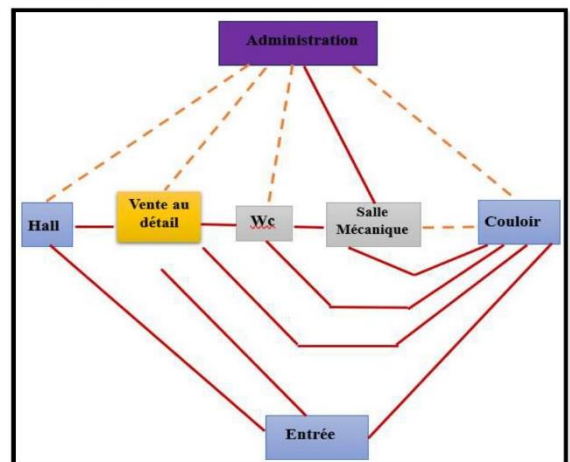 Administration
Hall
Vente au
détail
Wc
Salle
Mécanique
Couloir
Entrée